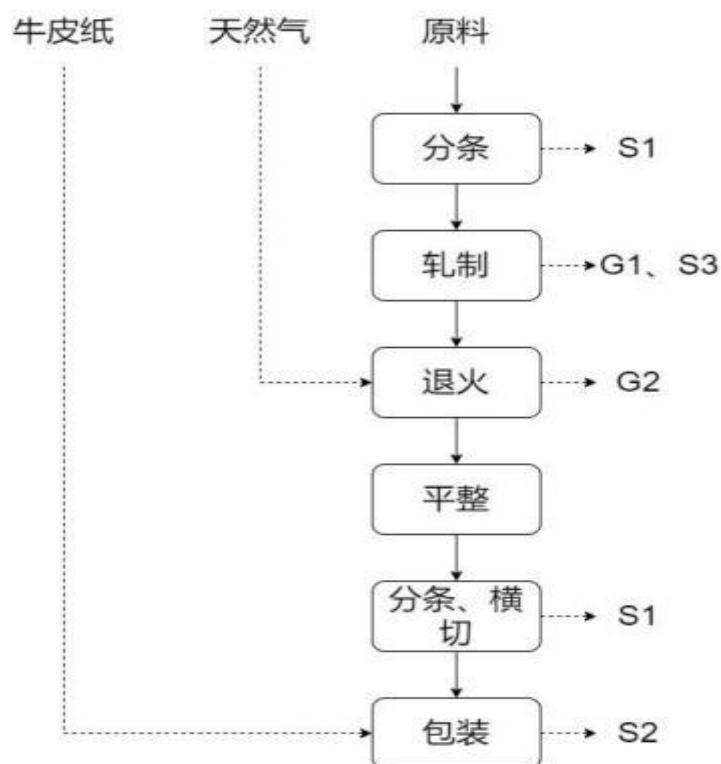 牛皮纸 天然气 原料
分条 S1
轧制 G1、S3
退火 G2
平整
分条、横
切 S1
包装 S2